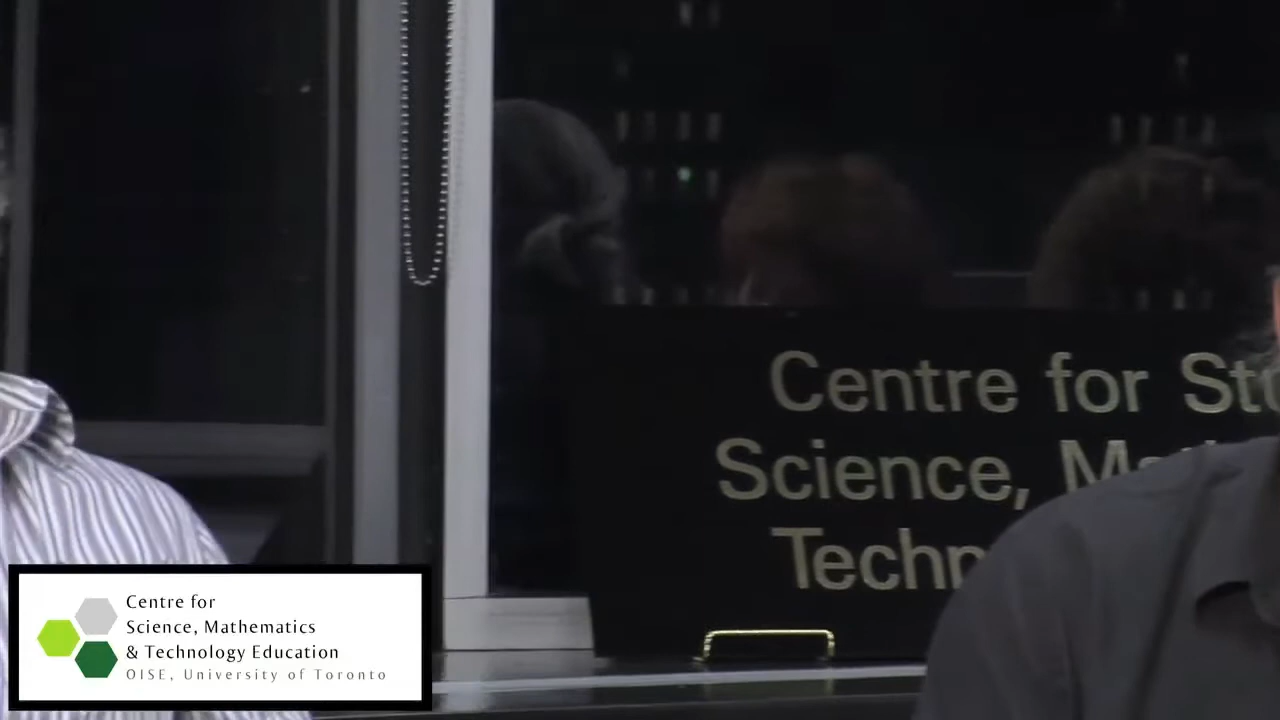 Centre for
Science,
Centre for
Science, Mathematics
& Technology Education
OISE, University of Toronto